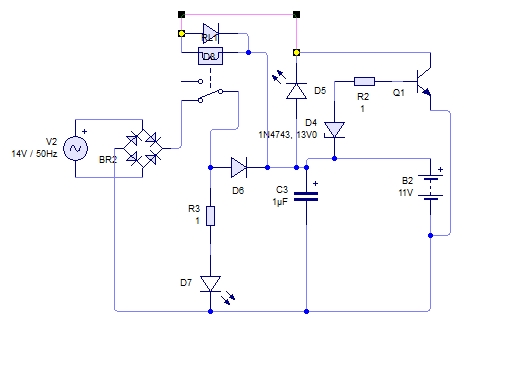 RL1
D8
D5
R2
1
Q1
D4
1N4743, 13V0
V2
14V / 50Hz
BR2
D6
C3
1µF
B2
11V
R3
1
D7